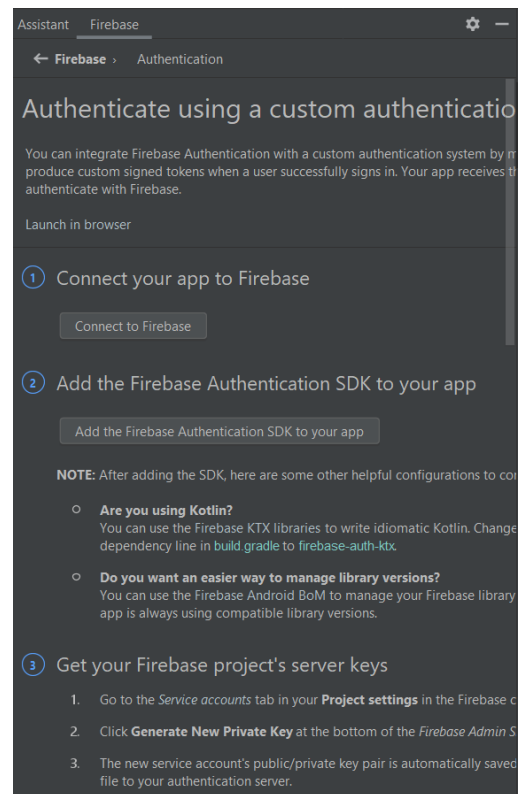 Assistant Firebase
← Firebase › Authentication
Authenticate using a custom authenticatio
You can integrate Firebase Authentication with a custom authentication system by m
produce custom signed tokens when a user successfully signs in. Your app receives th
authenticate with Firebase.
Launch in browser
1 Connect your app to Firebase
Connect to Firebase
2 Add the Firebase Authentication SDK to your app
Add the Firebase Authentication SDK to your app
NOTE: After adding the SDK, here are some other helpful configurations to con
Are you using Kotlin?
You can use the Firebase KTX libraries to write idiomatic Kotlin. Change
dependency line in build.gradle to firebase-auth-ktx.
Do you want an easier way to manage library versions?
You can use the Firebase Android BoM to manage your Firebase library
app is always using compatible library versions.
3 Get your Firebase project's server keys
1. Go to the Service accounts tab in your Project settings in the Firebase c
2. Click Generate New Private Key at the bottom of the Firebase Admin S
3. The new service account's public/private key pair is automatically saved
file to your authentication server.